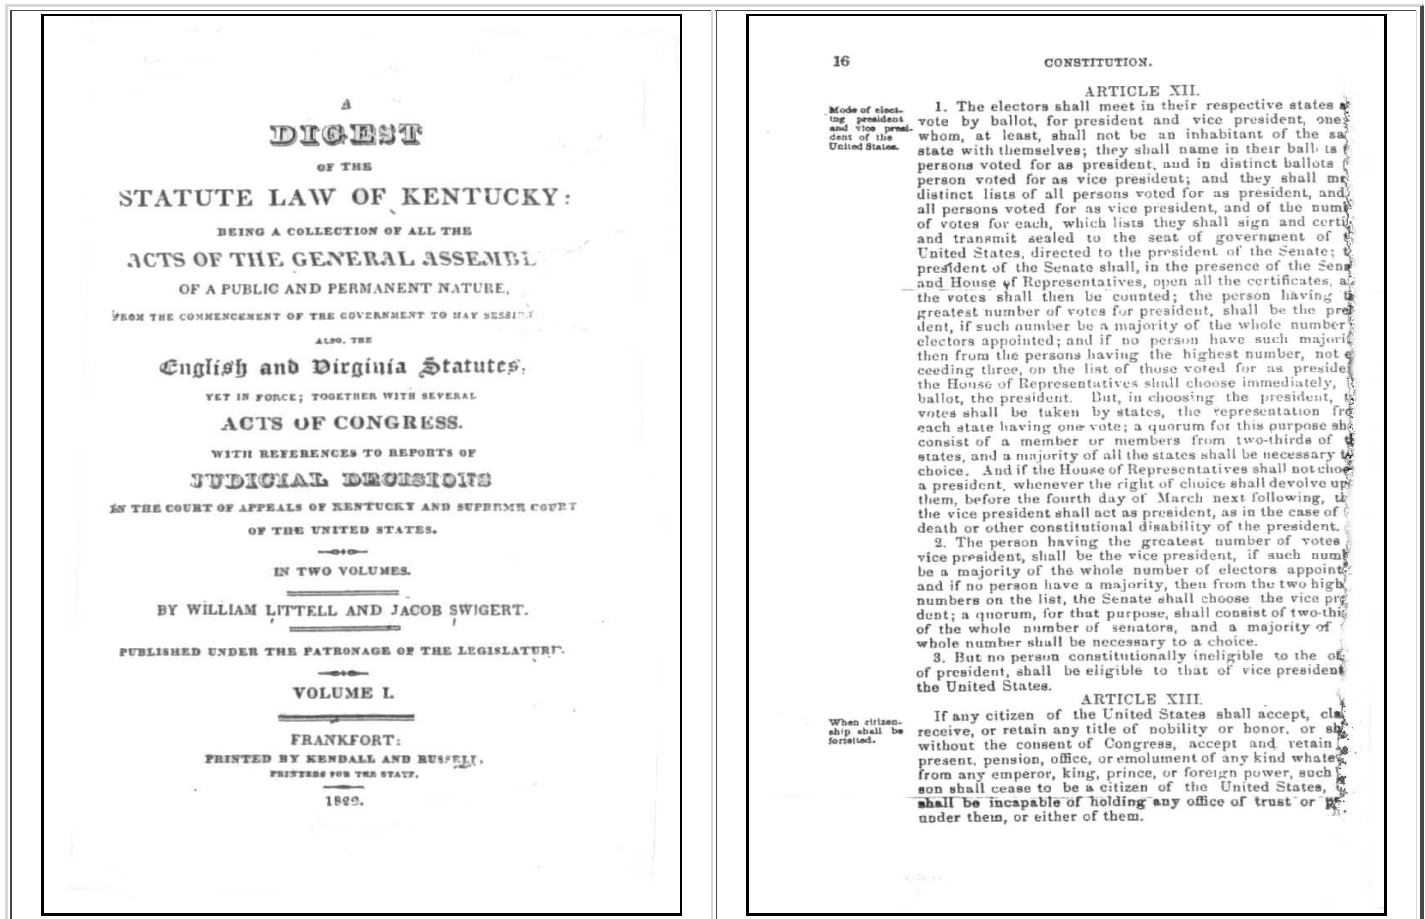 A
DIGEST
OF THE
STATUTE LAW OF KENTUCKY:
BEING A COLLECTION OF ALL THE
ACTS OF THE GENERAL ASSEMBL
OF A PUBLIC AND PERMANENT NATURE,
FROM THE COMMENCEMENT OF THE GOVERNMENT TO MAY SESSION
ALSO, THE
English and Virginia Statutes,
YET IN FORCE; TOGETHER WITH SEVERAL
ACTS OF CONGRESS.
WITH REFERENCES TO REPORTS OF
JUDICIAL DECISIONS
IN THE COURT OF APPEALS OF KENTUCKY AND SUPREME COURT
OF THE UNITED STATES.
IN TWO VOLUMES.
BY WILLIAM LITTELL AND JACOB SWIGERT.
PUBLISHED UNDER THE PATRONAGE OF THE LEGISLATURE.
VOLUME I.
FRANKFORT:
PRINTED BY KENDALL AND RUSSELL,
PRINTERS FOR THE STATE.
1822.
16 CONSTITUTION.
ARTICLE XII.
Mode of elect-
ing president
and vice presi-
dent of the
United States.
1. The electors shall meet in their respective states
vote by ballot, for president and vice president, one
whom, at least, shall not be an inhabitant of the sa
state with themselves; they shall name in their ball ts
persons voted for as president, and in distinct ballots
person voted for as vice president; and they shall m
distinct lists of all persons voted for as president, and
all persons voted for as vice president, and of the num
of votes for each, which lists they shall sign and certi
and transmit sealed to the seat of government of
United States, directed to the president of the Senate; t
president of the Senate shall, in the presence of the Sen
and House of Representatives, open all the certificates, a
the votes shall then be counted; the person having
greatest number of votes for president, shall be the pre
dent, if such number be a majority of the whole number
electors appointed; and if no person have such majori
then from the persons having the highest number, not e
ceeding three, on the list of those voted for as preside
the House of Representatives shall choose immediately,
ballot, the president. But, in choosing the president, t
votes shall be taken by states, the representation fro
each state having one vote; a quorum for this purpose sh
consist of a member or members from two-thirds of
states, and a majority of all the states shall be necessary t
choice. And if the House of Representatives shall not choo
a president, whenever the right of choice shall devolve up
them, before the fourth day of March next following, th
the vice president shall act as president, as in the case of
death or other constitutional disability of the president.
2. The person having the greatest number of votes
vice president, shall be the vice president, if such num
be a majority of the whole number of electors appoint
and if no person have a majority, then from the two high
numbers on the list, the Senate shall choose the vice pre
dent; a quorum, for that purpose, shall consist of two-thi
of the whole number of senators, and a majority of
whole number shall be necessary to a choice.
3. But no person constitutionally ineligible to the of
of president, shall be eligible to that of vice president
the United States.
ARTICLE XIII.
When citizen-
ship shall be
forfeited.
If any citizen of the United States shall accept, cla
receive, or retain any title of nobility or honor, or sh
without the consent of Congress, accept and retain
present, pension, office, or emolument of any kind whate
from any emperor, king, prince, or foreign power, such
son shall cease to be a citizen of the United States,
shall be incapable of holding any office of trust or p
under them, or either of them.